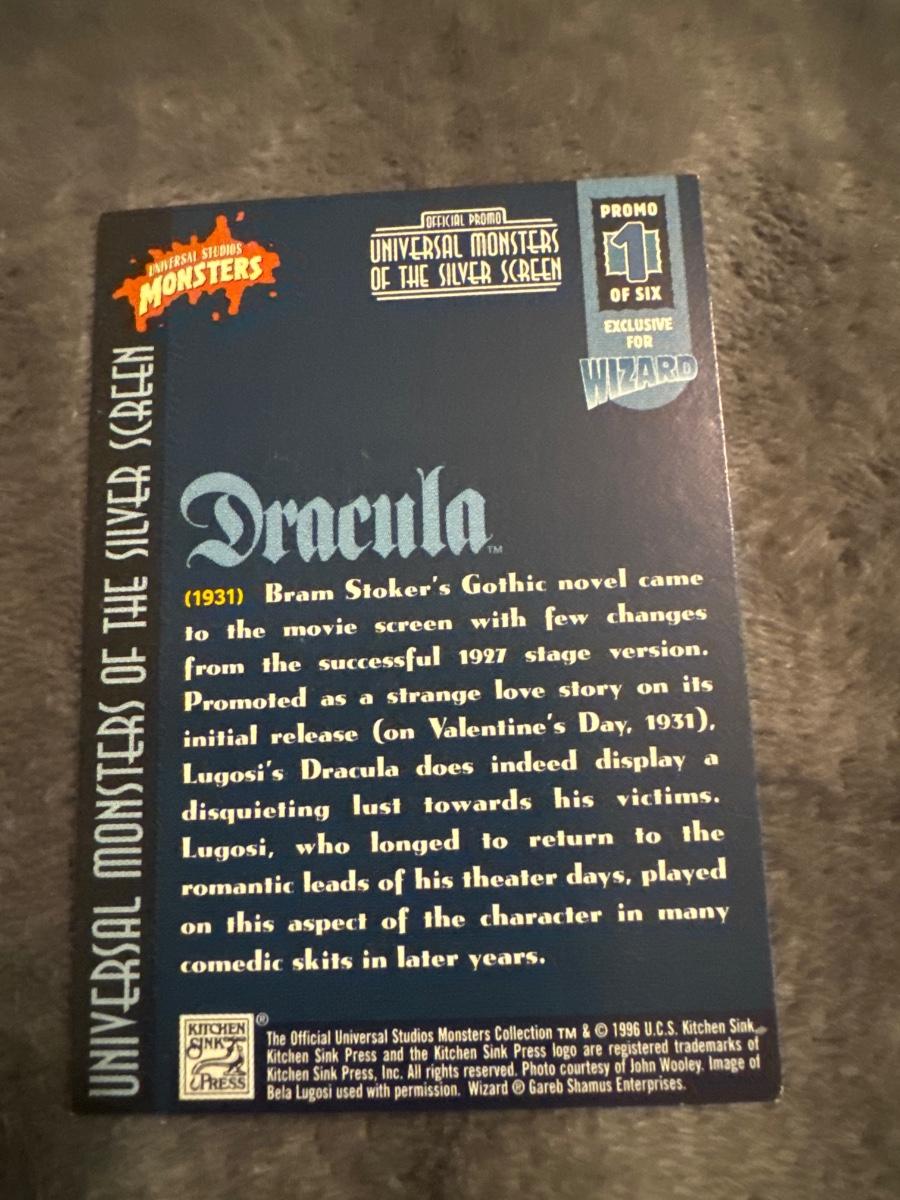 UNIVERSAL STUDIOS
MONSTERS
OFFICIAL PROMO
UNIVERSAL MONSTERS
OF THE SILVER SCREEN
PROMO
1
OF SIX
EXCLUSIVE
FOR
WIZARD
UNIVERSAL MONSTERS OF THE SILVER SCREEN
Dracula™
(1931) Bram Stoker's Gothic novel came
to the movie screen with few changes
from the successful 1927 stage version.
Promoted as a strange love story on its
initial release (on Valentine's Day, 1931),
Lugosi's Dracula does indeed display a
disquieting lust towards his victims.
Lugosi, who longed to return to the
romantic leads of his theater days, played
on this aspect of the character in many
comedic skits in later years.
KITCHEN
SINK
PRESS
®
The Official Universal Studios Monsters Collection ™ & © 1996 U.C.S. Kitchen Sink,
Kitchen Sink Press and the Kitchen Sink Press logo are registered trademarks of
Kitchen Sink Press, Inc. All rights reserved. Photo courtesy of John Wooley. Image of
Bela Lugosi used with permission. Wizard ® Gareb Shamus Enterprises.